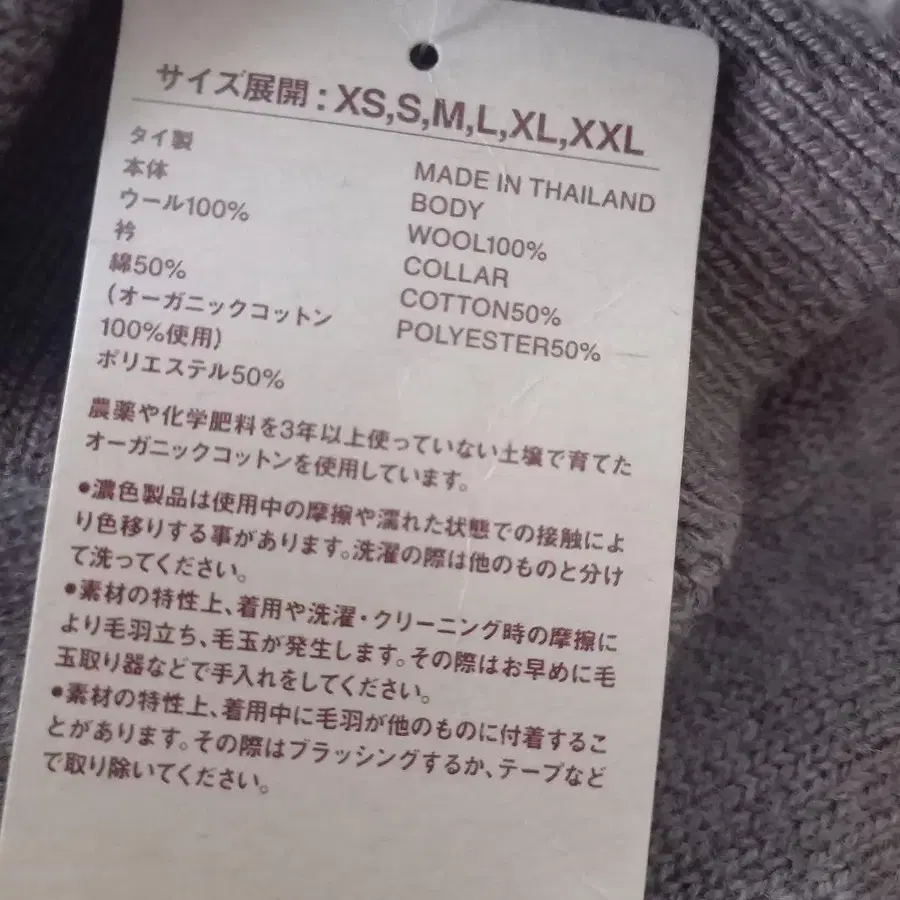 サイズ展開:XS,S,M,L,XL,XXL
タイ製
本体
ウール100%
衿
綿50%
(オーガニックコットン
100%使用)
ポリエステル50%
MADE IN THAILAND
BODY
WOOL100%
COLLAR
COTTON50%
POLYESTER50%
農薬や化学肥料を3年以上使っていない土壌で育てた
オーガニックコットンを使用しています。
●濃色製品は使用中の摩擦や濡れた状態での接触によ
り色移りする事があります。洗濯の際は他のものと分け
て洗ってください。
●素材の特性上、着用や洗濯・クリーニング時の摩擦に
より毛羽立ち、毛玉が発生します。その際はお早めに毛
玉取り器などで手入れをしてください。
●素材の特性上、着用中に毛羽が他のものに付着するこ
とがあります。その際はブラッシングするか、テープなど
で取り除いてください。